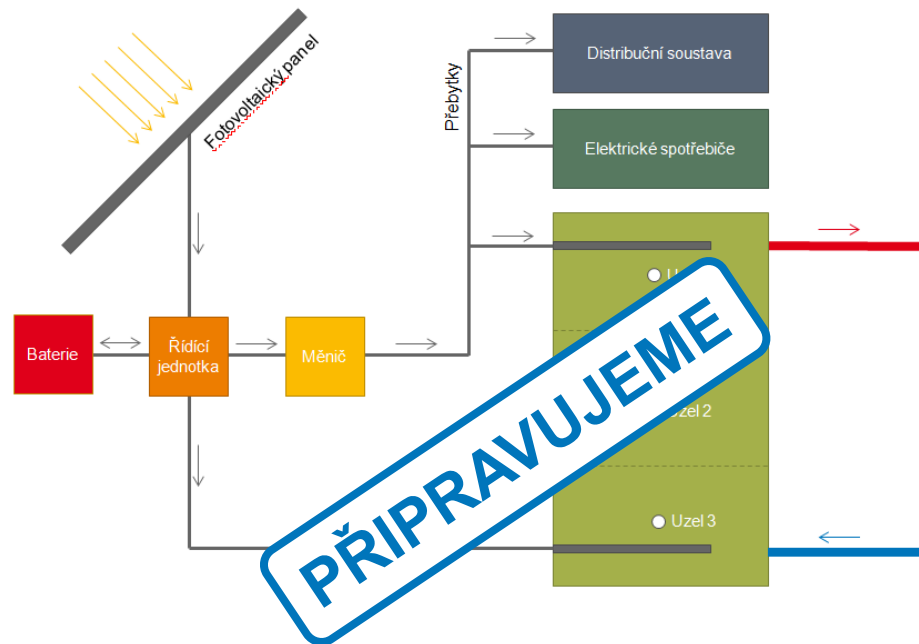 Distribuční soustava
Fotovoltaický panel
Přebytky
Elektrické spotřebiče
Baterie
Řídící
jednotka
Měnič
Uzel 2
Uzel 3
PŘIPRAVUJEME